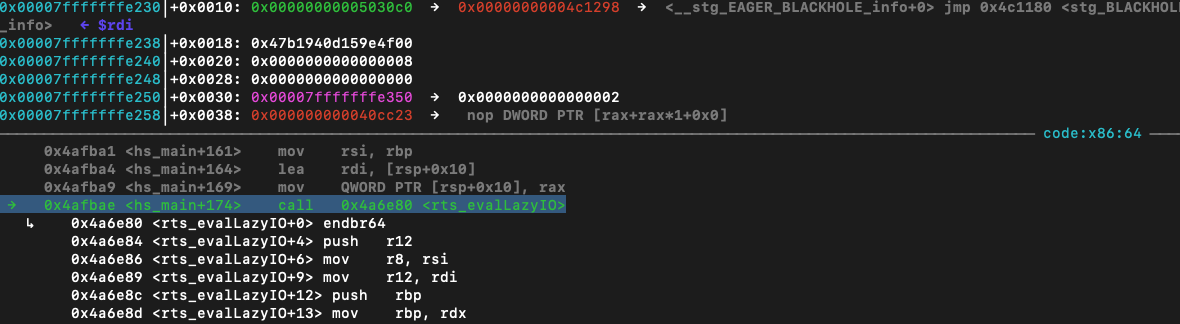 0x00007fffffffe230│+0x0010: 0x00000000005030c0 → 0x00000000004c1298 → <__stg_EAGER_BLACKHOLE_info+0> jmp 0x4c1180 <stg_BLACKHOLE
_info> ← $rdi
0x00007fffffffe238│+0x0018: 0x47b1940d159e4f00
0x00007fffffffe240│+0x0020: 0x0000000000000008
0x00007fffffffe248│+0x0028: 0x0000000000000000
0x00007fffffffe250│+0x0030: 0x00007fffffffe350 → 0x0000000000000002
0x00007fffffffe258│+0x0038: 0x000000000040cc23 → nop DWORD PTR [rax+rax*1+0x0]
code:x86:64
0x4afba1 <hs_main+161> mov rsi, rbp
0x4afba4 <hs_main+164> lea rdi, [rsp+0x10]
0x4afba9 <hs_main+169> mov QWORD PTR [rsp+0x10], rax
→ 0x4afbae <hs_main+174> call 0x4a6e80 <rts_evalLazyIO>
↳ 0x4a6e80 <rts_evalLazyIO+0> endbr64
0x4a6e84 <rts_evalLazyIO+4> push r12
0x4a6e86 <rts_evalLazyIO+6> mov r8, rsi
0x4a6e89 <rts_evalLazyIO+9> mov r12, rdi
0x4a6e8c <rts_evalLazyIO+12> push rbp
0x4a6e8d <rts_evalLazyIO+13> mov rbp, rdx